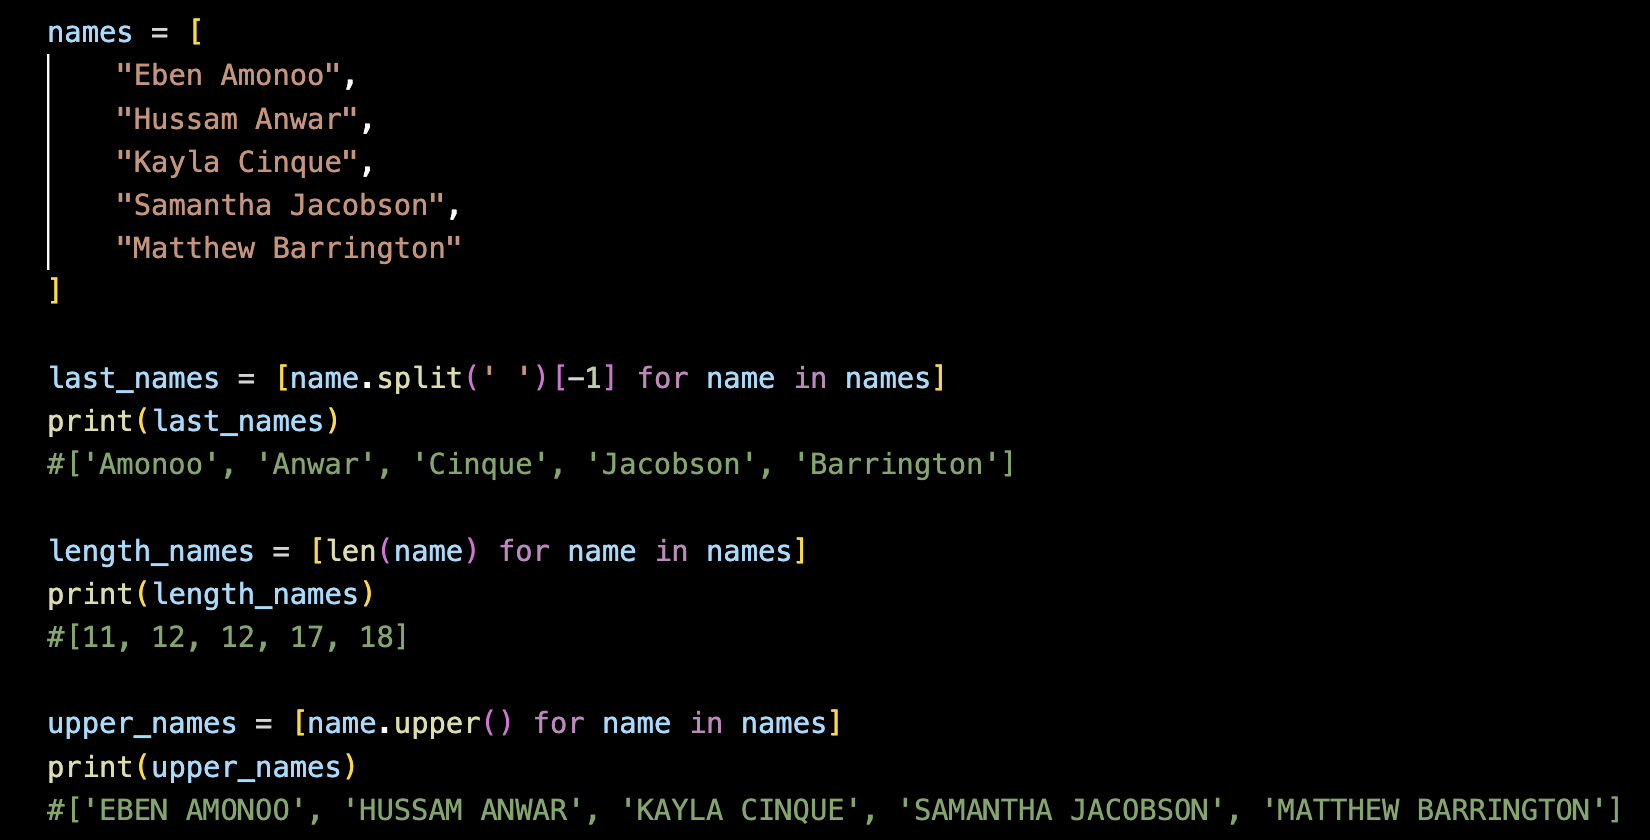 names = [
    "Eben Amonoo",
    "Hussam Anwar",
    "Kayla Cinque",
    "Samantha Jacobson",
    "Matthew Barrington"
]
last_names = [name.split(' ')[-1] for name in names]
print(last_names)
#['Amonoo', 'Anwar', 'Cinque', 'Jacobson', 'Barrington']
length_names = [len(name) for name in names]
print(length_names)
#[11, 12, 12, 17, 18]
upper_names = [name.upper() for name in names]
print(upper_names)
#['EBEN AMONOO', 'HUSSAM ANWAR', 'KAYLA CINQUE', 'SAMANTHA JACOBSON', 'MATTHEW BARRINGTON']